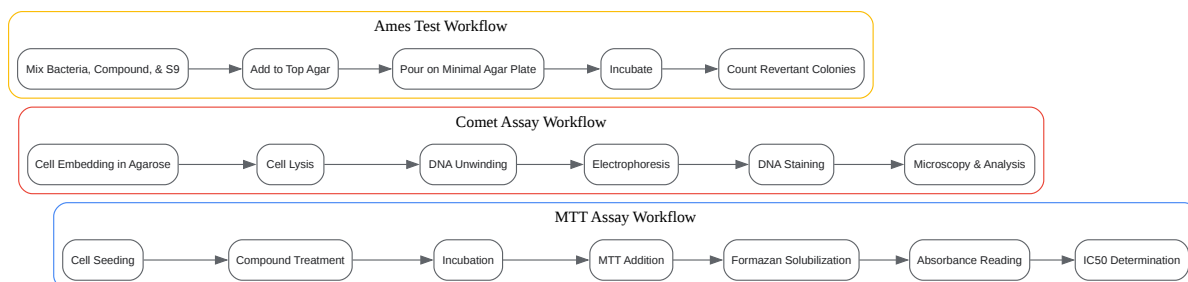 Ames Test Workflow
Mix Bacteria, Compound, & S9
Add to Top Agar
Pour on Minimal Agar Plate
Incubate
Count Revertant Colonies
Comet Assay Workflow
Cell Embedding in Agarose
Cell Lysis
DNA Unwinding
Electrophoresis
DNA Staining
Microscopy & Analysis
MTT Assay Workflow
Cell Seeding
Compound Treatment
Incubation
MTT Addition
Formazan Solubilization
Absorbance Reading
IC50 Determination